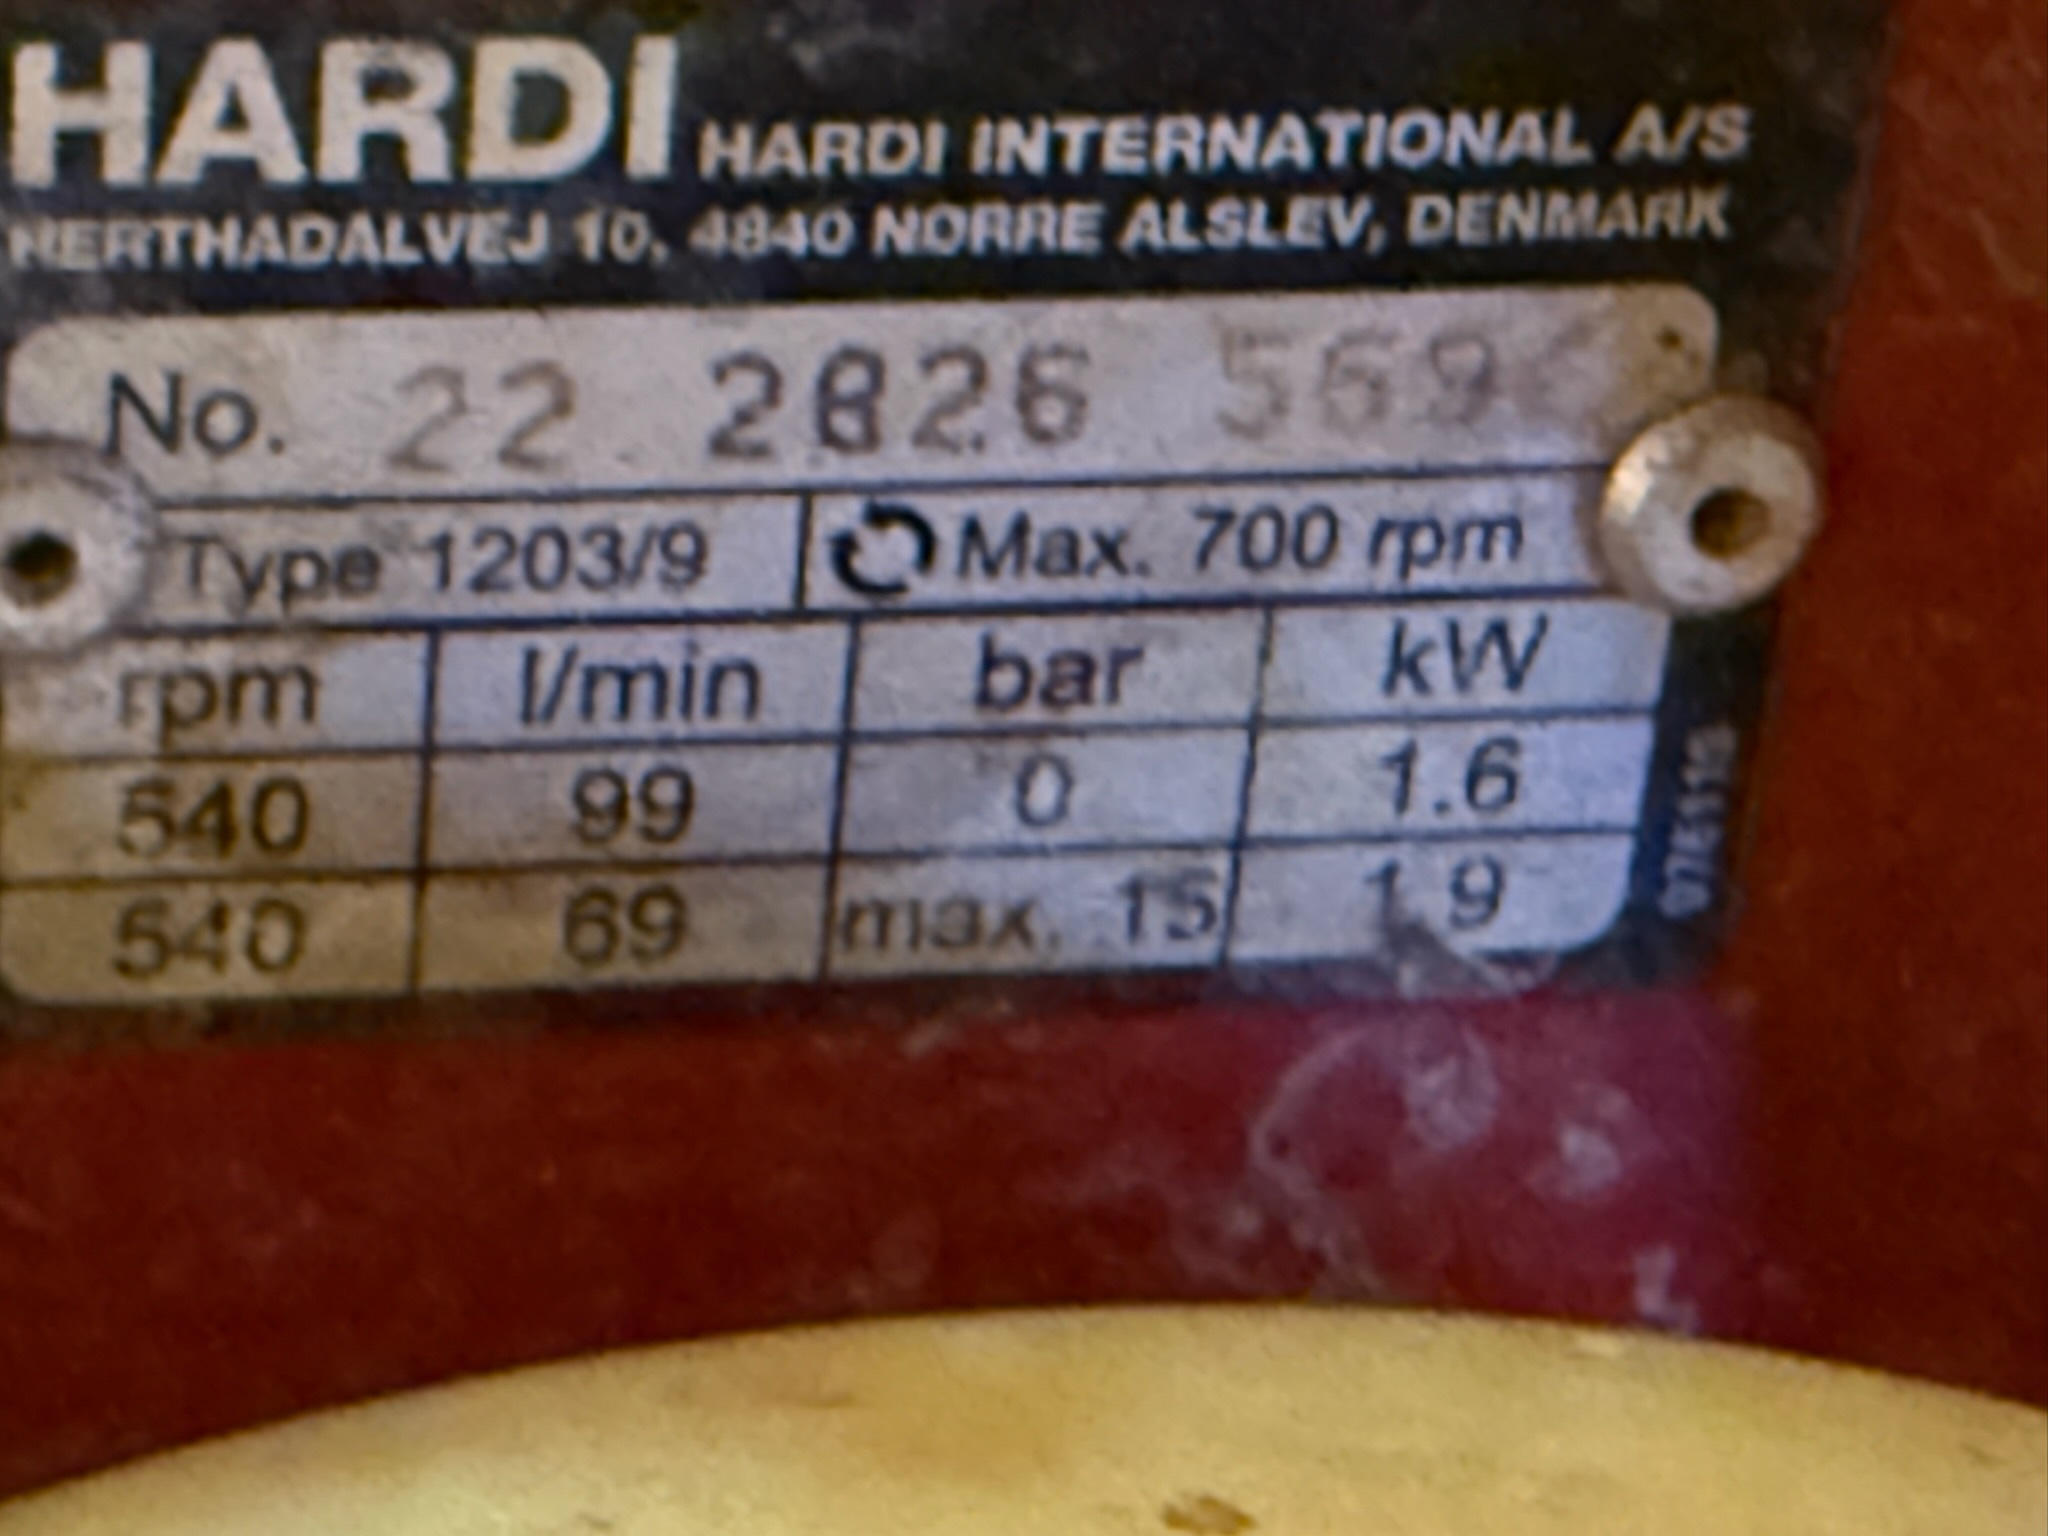 HARDI HARDI INTERNATIONAL A/S
HERTHADALVEJ 10, 4840 NØRRE ALSLEV, DENMARK
No. 22 2826
Type 1203/9 Max. 700 rpm
rpm l/min bar kW
540 99 0 1.6
540 69 max. 15 1.9